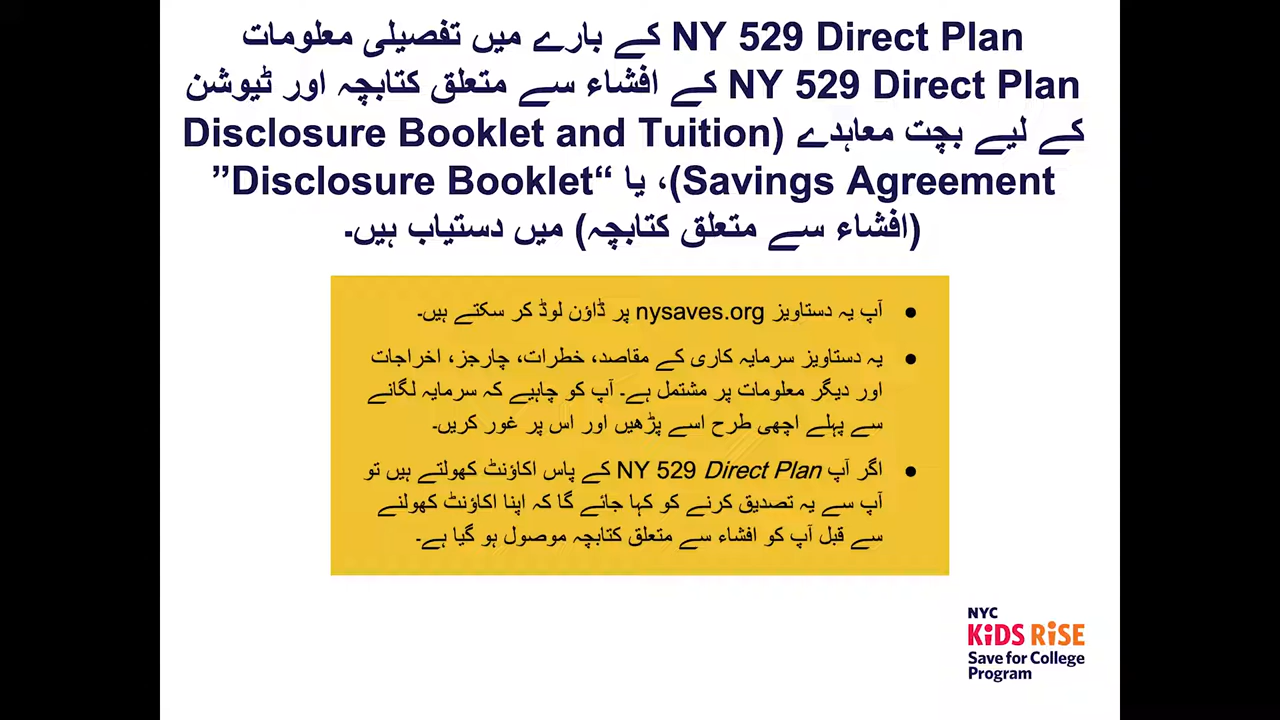 NY 529 Direct Plan کے بارے میں تفصیلی معلومات
NY 529 Direct Plan کے افشاء سے متعلق کتابچہ اور ٹیوشن
کے لیے بچت معاہدے (Disclosure Booklet and Tuition
Savings Agreement)، یا “Disclosure Booklet”
(افشاء سے متعلق کتابچہ) میں دستیاب ہیں۔
● آپ یہ دستاویز nysaves.org پر ڈاؤن لوڈ کر سکتے ہیں۔
● یہ دستاویز سرمایہ کاری کے مقاصد، خطرات، چارجز، اخراجات
اور دیگر معلومات پر مشتمل ہے۔ آپ کو چاہیے کہ سرمایہ لگانے
سے پہلے اچھی طرح اسے پڑھیں اور اس پر غور کریں۔
● اگر آپ NY 529 Direct Plan کے پاس اکاؤنٹ کھولتے ہیں تو
آپ سے یہ تصدیق کرنے کو کہا جائے گا کہ اپنا اکاؤنٹ کھولنے
سے قبل آپ کو افشاء سے متعلق کتابچہ موصول ہو گیا ہے۔
NYC
KiDS RiSE
Save for College
Program